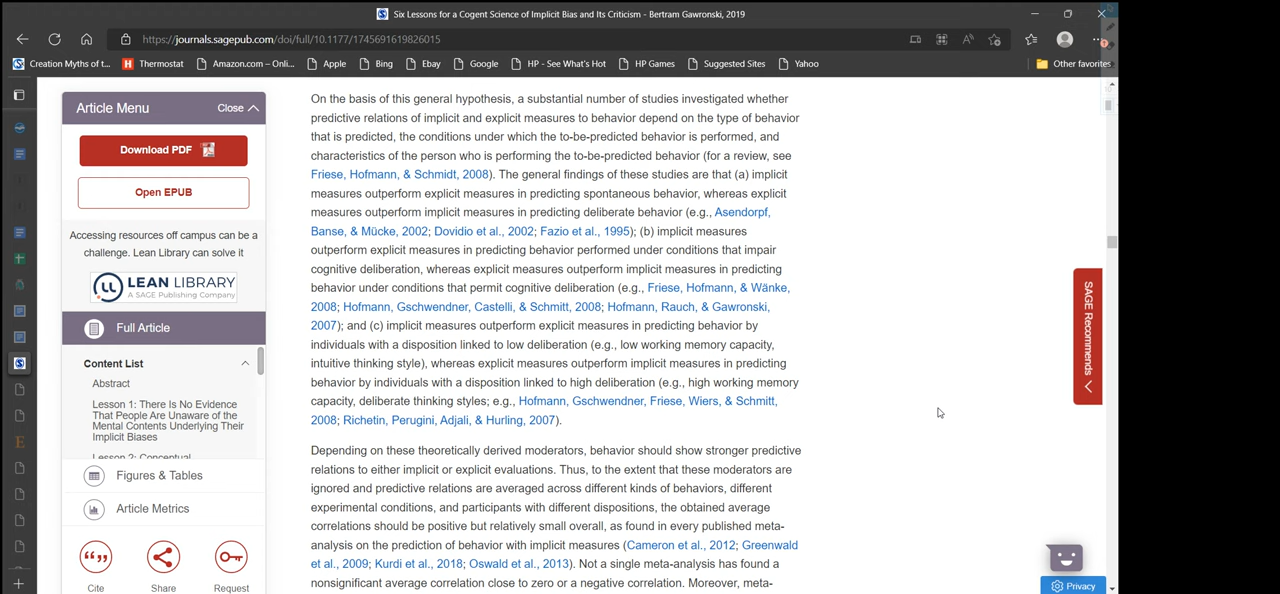 Six Lessons for a Cogent Science of Implicit Bias and Its Criticism - Bertram Gawronski, 2019
https://journals.sagepub.com/doi/full/10.1177/1745691619826015
Creation Myths of t...
Thermostat
Amazon.com – Onli...
Apple
Bing
Ebay
Google
HP - See What's Hot
HP Games
Suggested Sites
Yahoo
Other favorites
Article Menu
Close
Download PDF
Open EPUB
Accessing resources off campus can be a
challenge. Lean Library can solve it
LEAN LIBRARY
A SAGE Publishing Company
Full Article
Content List
Abstract
Lesson 1: There Is No Evidence
That People Are Unaware of the
Mental Contents Underlying Their
Implicit Biases
Lesson 2: Conceptual
Figures & Tables
Article Metrics
Cite
Share
Request
On the basis of this general hypothesis, a substantial number of studies investigated whether
predictive relations of implicit and explicit measures to behavior depend on the type of behavior
that is predicted, the conditions under which the to-be-predicted behavior is performed, and
characteristics of the person who is performing the to-be-predicted behavior (for a review, see
Friese, Hofmann, & Schmidt, 2008). The general findings of these studies are that (a) implicit
measures outperform explicit measures in predicting spontaneous behavior, whereas explicit
measures outperform implicit measures in predicting deliberate behavior (e.g., Asendorpf,
Banse, & Mücke, 2002; Dovidio et al., 2002; Fazio et al., 1995); (b) implicit measures
outperform explicit measures in predicting behavior performed under conditions that impair
cognitive deliberation, whereas explicit measures outperform implicit measures in predicting
behavior under conditions that permit cognitive deliberation (e.g., Friese, Hofmann, & Wänke,
2008; Hofmann, Gschwendner, Castelli, & Schmitt, 2008; Hofmann, Rauch, & Gawronski,
2007); and (c) implicit measures outperform explicit measures in predicting behavior by
individuals with a disposition linked to low deliberation (e.g., low working memory capacity,
intuitive thinking style), whereas explicit measures outperform implicit measures in predicting
behavior by individuals with a disposition linked to high deliberation (e.g., high working memory
capacity, deliberate thinking styles; e.g., Hofmann, Gschwendner, Friese, Wiers, & Schmitt,
2008; Richetin, Perugini, Adjali, & Hurling, 2007).
Depending on these theoretically derived moderators, behavior should show stronger predictive
relations to either implicit or explicit evaluations. Thus, to the extent that these moderators are
ignored and predictive relations are averaged across different kinds of behaviors, different
experimental conditions, and participants with different dispositions, the obtained average
correlations should be positive but relatively small overall, as found in every published meta-
analysis on the prediction of behavior with implicit measures (Cameron et al., 2012; Greenwald
et al., 2009; Kurdi et al., 2018; Oswald et al., 2013). Not a single meta-analysis has found a
nonsignificant average correlation close to zero or a negative correlation. Moreover, meta-
SAGE Recommends
Privacy